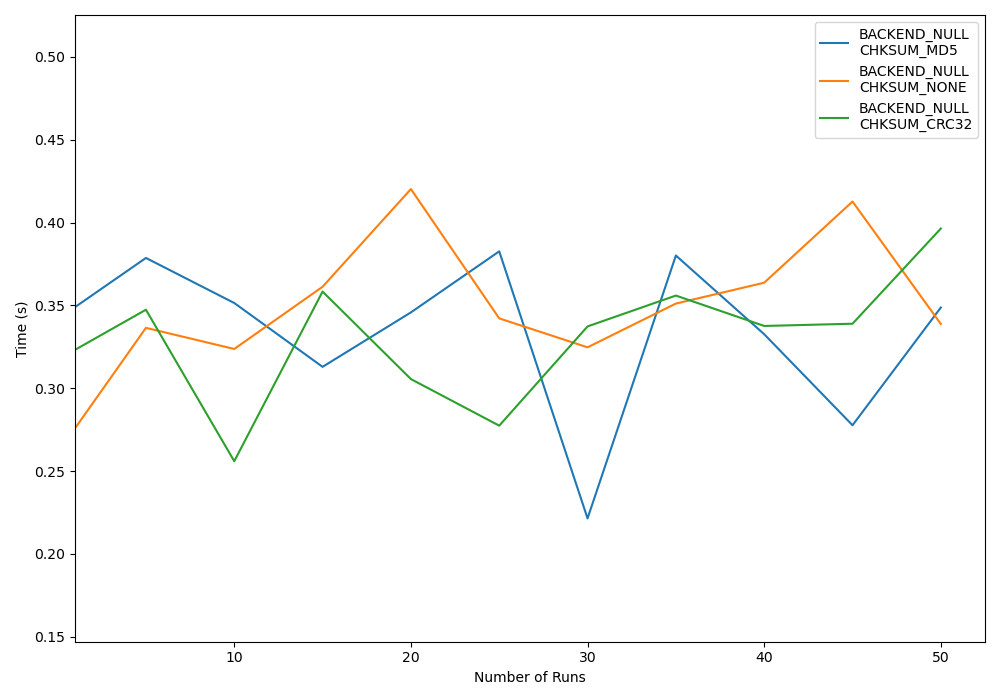 BACKEND_NULL
CHKSUM_MD5
BACKEND_NULL
CHKSUM_NONE
BACKEND_NULL
CHKSUM_CRC32
0.50
0.45
0.40
0.35
0.30
0.25
0.20
0.15
Time (s)
10 20 30 40 50
Number of Runs